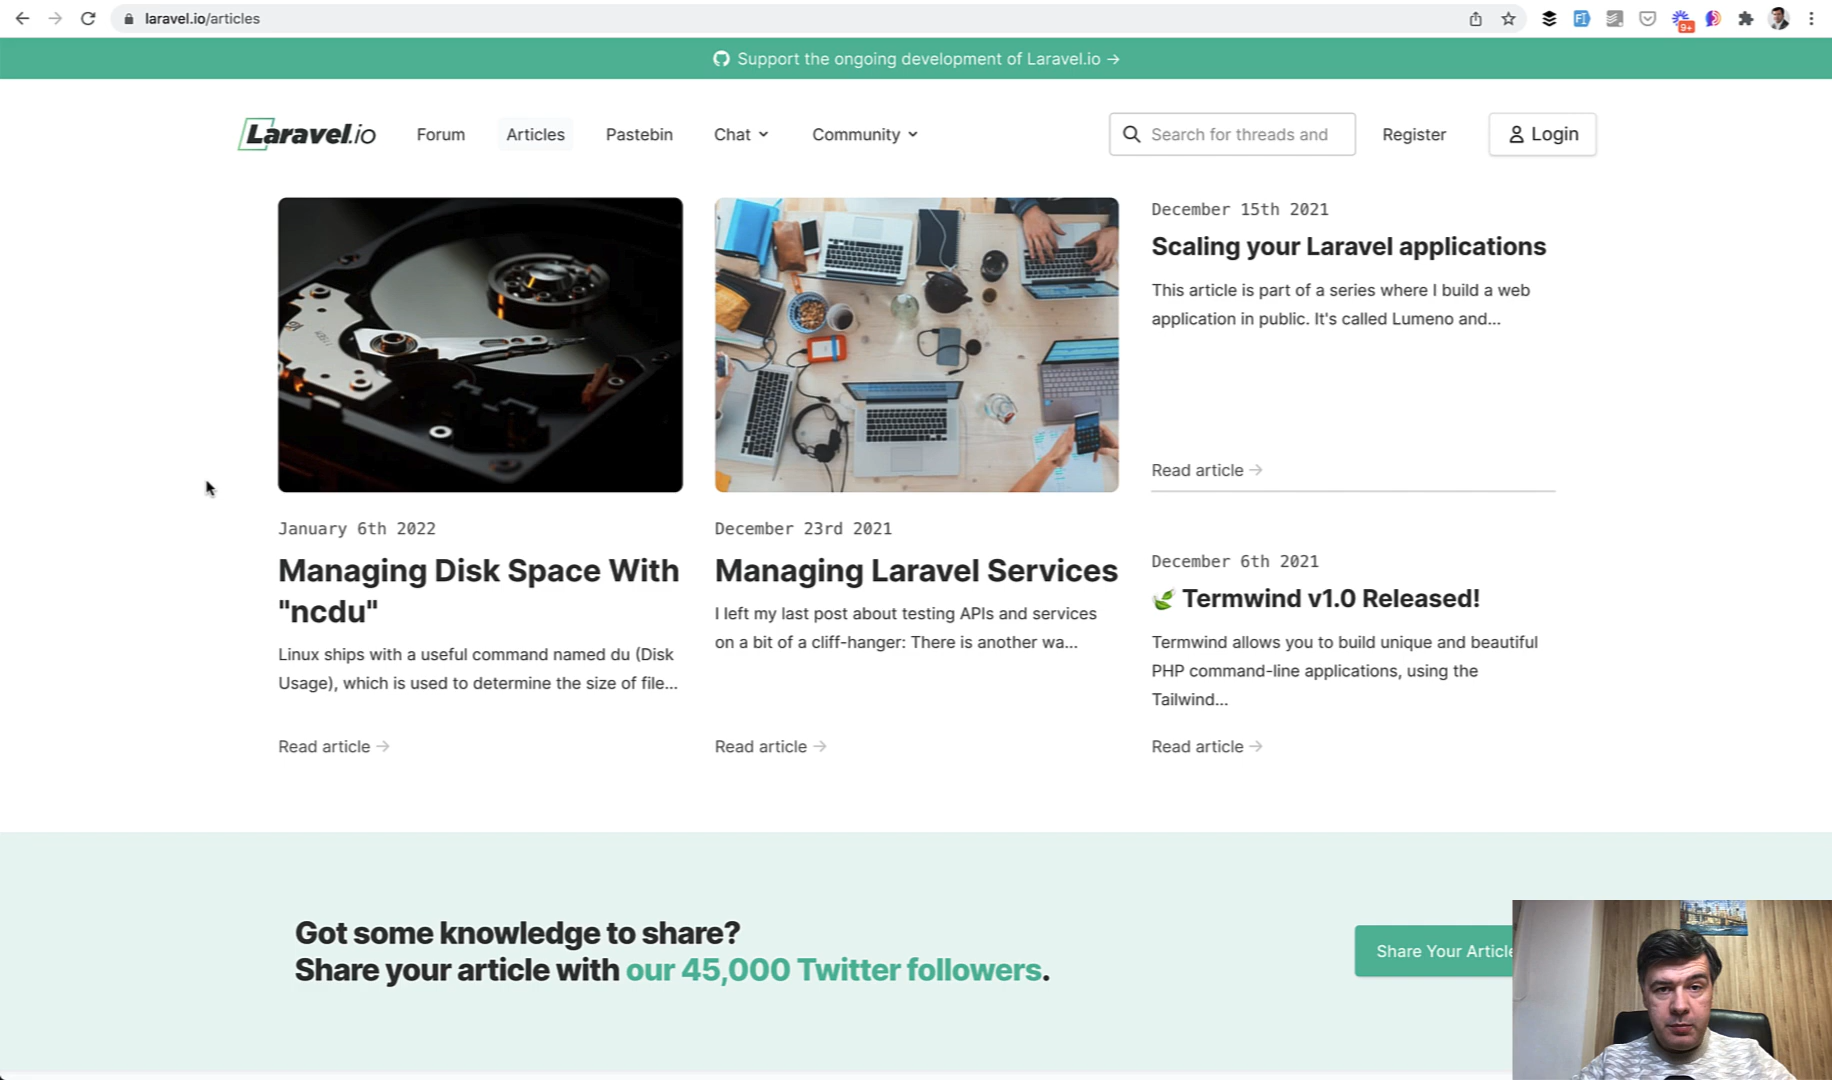 laravel.io/articles
9+
Support the ongoing development of Laravel.io →
Laravel.io
Forum
Articles
Pastebin
Chat
Community
Search for threads and
Register
Login
January 6th 2022
Managing Disk Space With
"ncdu"
Linux ships with a useful command named du (Disk
Usage), which is used to determine the size of file...
Read article →
December 23rd 2021
Managing Laravel Services
I left my last post about testing APIs and services
on a bit of a cliff-hanger: There is another wa...
Read article →
December 15th 2021
Scaling your Laravel applications
This article is part of a series where I build a web
application in public. It's called Lumeno and...
Read article →
December 6th 2021
🍃 Termwind v1.0 Released!
Termwind allows you to build unique and beautiful
PHP command-line applications, using the
Tailwind...
Read article →
Got some knowledge to share?
Share your article with our 45,000 Twitter followers.
Share Your Article